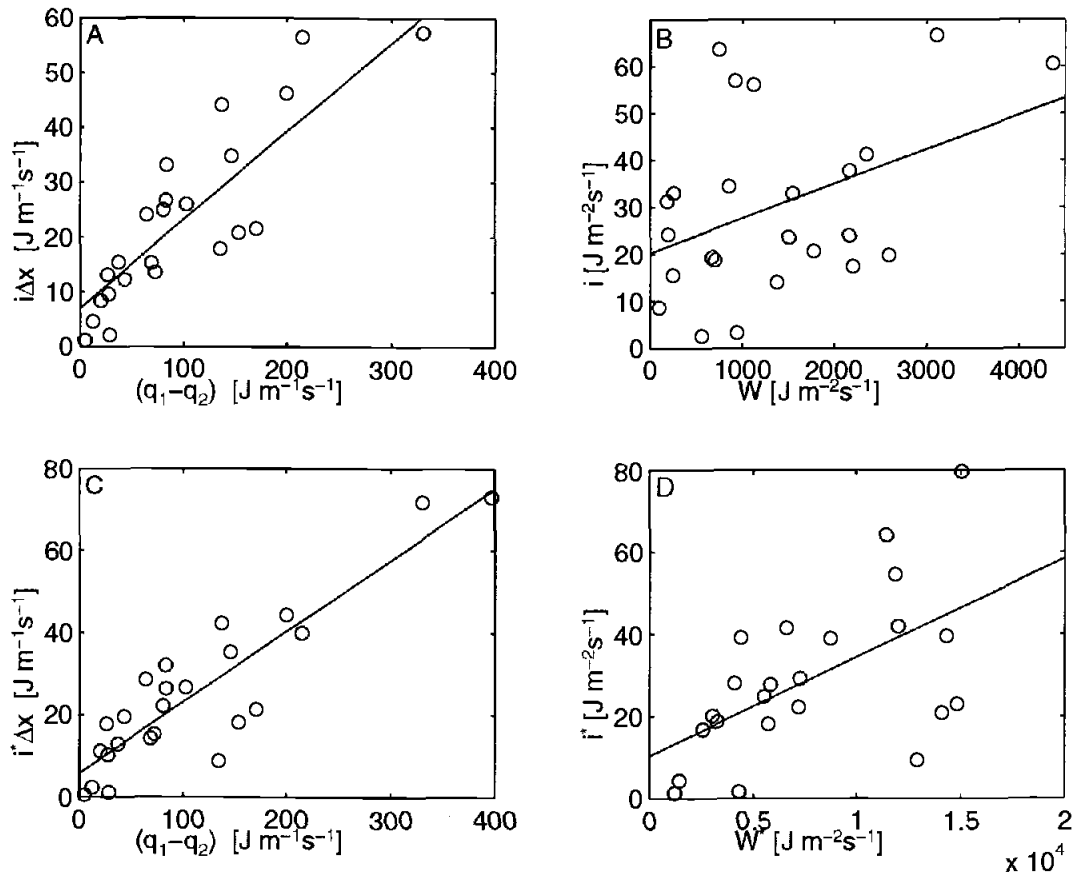 A
60
50
40
30
20
10
0
iΔx [J m⁻¹s⁻¹]
0 100 200 300 400
(q₁–q₂) [J m⁻¹s⁻¹]
B
60
50
40
30
20
10
0
i [J m⁻²s⁻¹]
0 1000 2000 3000 4000
W [J m⁻²s⁻¹]
C
80
60
40
20
0
i*Δx [J m⁻¹s⁻¹]
0 100 200 300 400
(q₁–q₂) [J m⁻¹s⁻¹]
D
80
60
40
20
0
i* [J m⁻²s⁻¹]
0 0.5 1 1.5 2
W* [J m⁻²s⁻¹]
x 10⁴